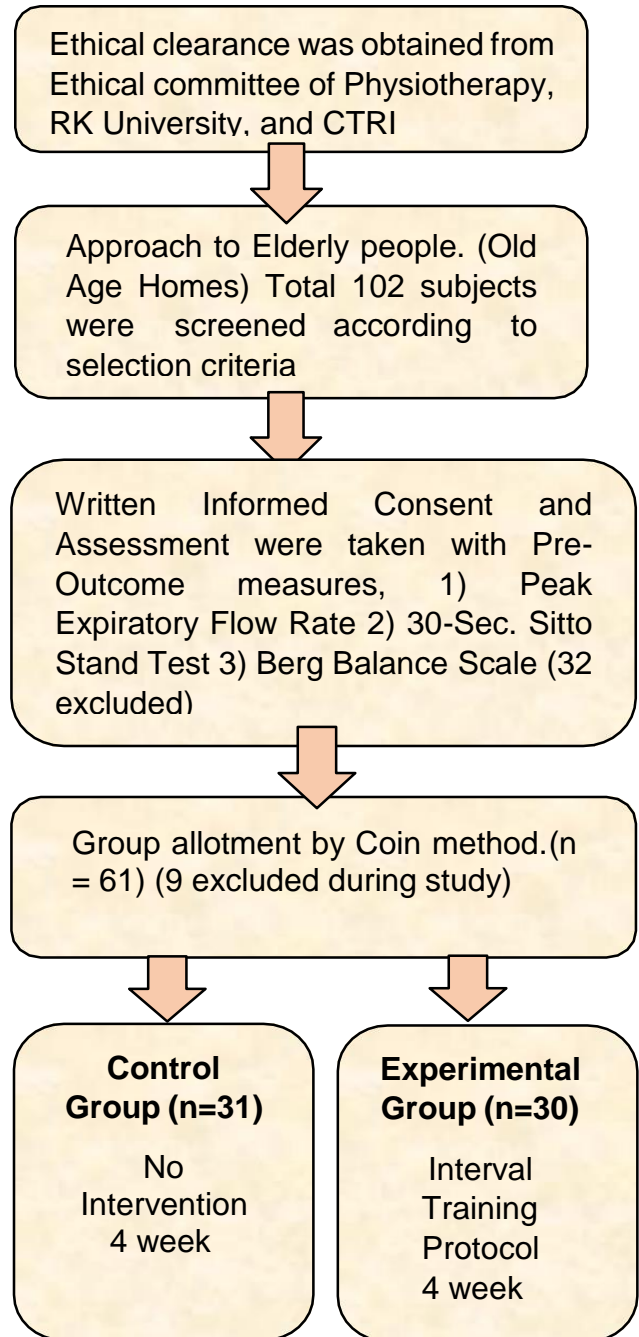 Ethical clearance was obtained from
Ethical committee of Physiotherapy,
RK University, and CTRI
Approach to Elderly people. (Old
Age Homes) Total 102 subjects
were screened according to
selection criteria
Written Informed Consent and
Assessment were taken with Pre-
Outcome measures, 1) Peak
Expiratory Flow Rate 2) 30-Sec. Sitto
Stand Test 3) Berg Balance Scale (32
excluded)
Group allotment by Coin method.(n
= 61) (9 excluded during study)
Control
Group (n=31)
No
Intervention
4 week
Experimental
Group (n=30)
Interval
Training
Protocol
4 week